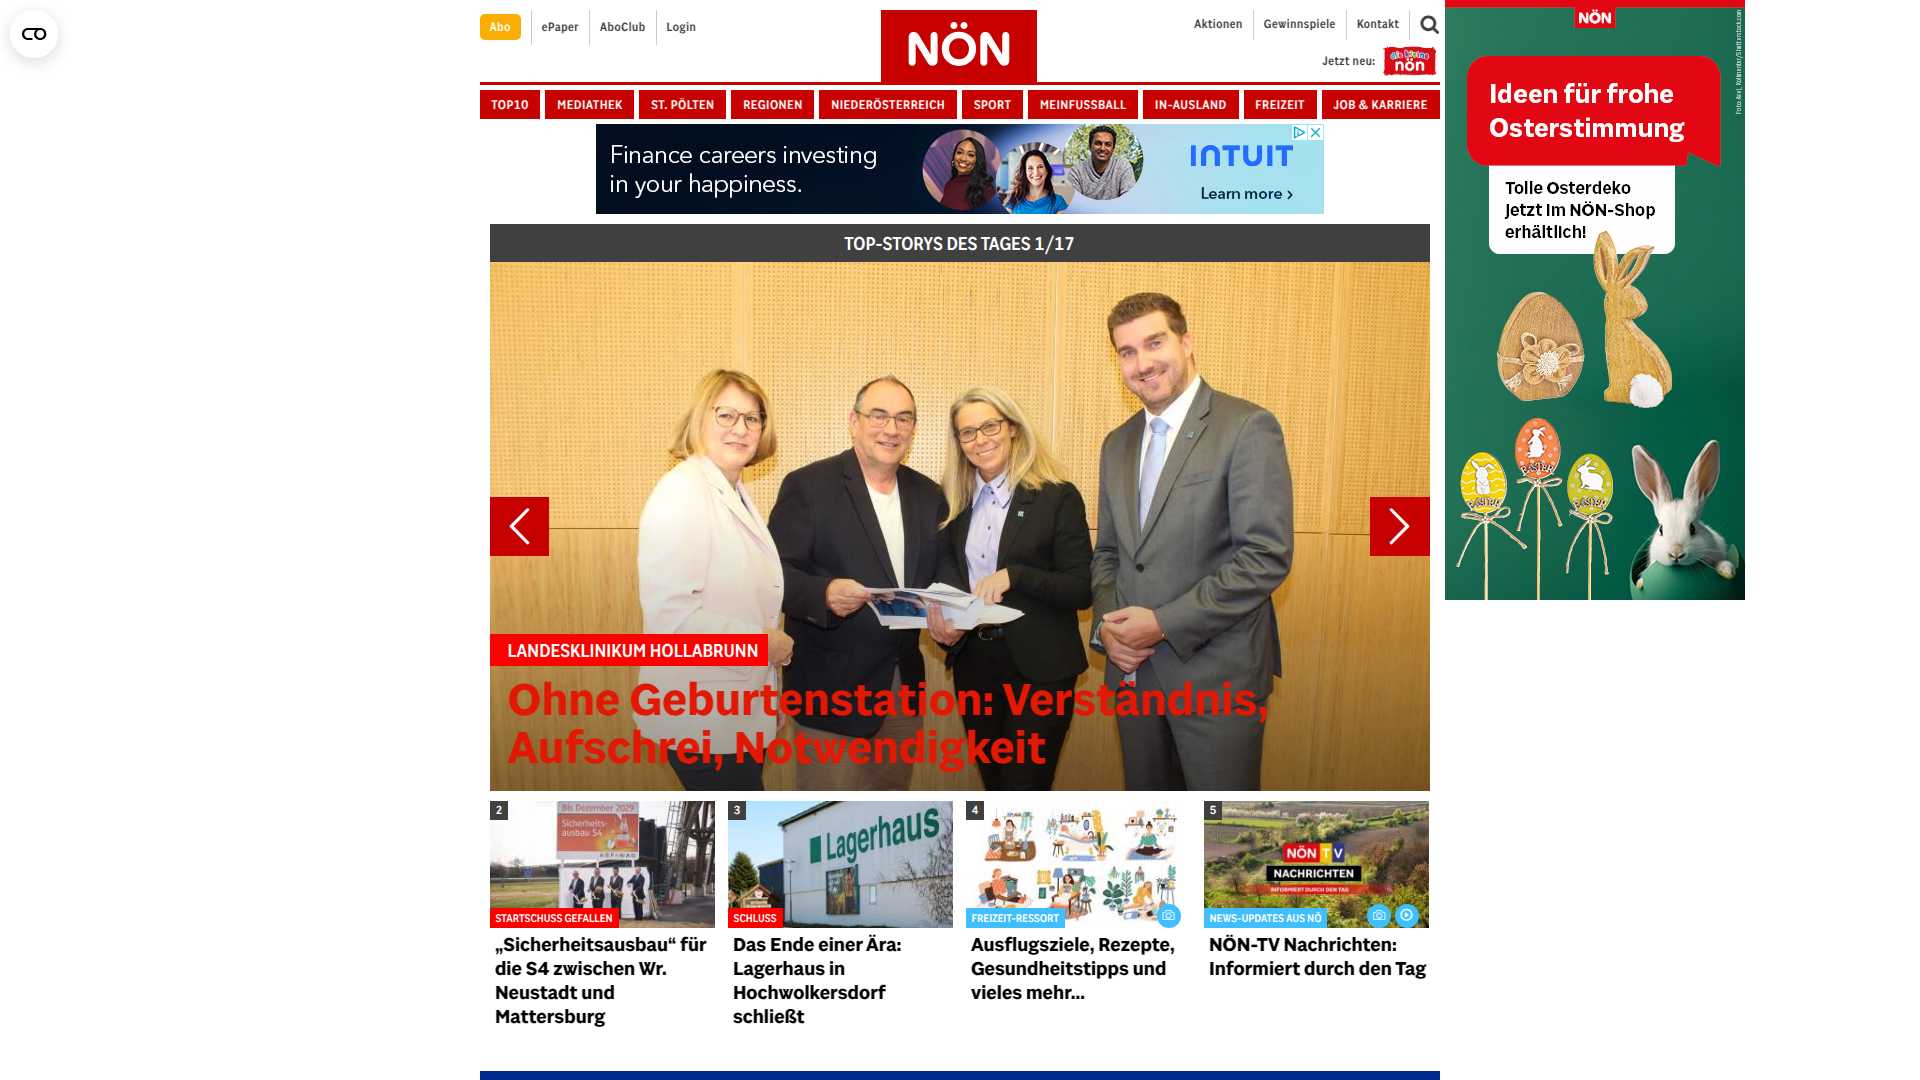 Abo
ePaper
AboClub
Login
NÖN
Aktionen
Gewinnspiele
Kontakt
Jetzt neu:
die kleine
nön
TOP10
MEDIATHEK
ST. PÖLTEN
REGIONEN
NIEDERÖSTERREICH
SPORT
MEINFUSSBALL
IN-AUSLAND
FREIZEIT
JOB & KARRIERE
Finance careers investing
in your happiness.
INTUIT
Learn more >
NÖN
Ideen für frohe
Osterstimmung
Tolle Osterdeko
jetzt im NÖN-Shop
erhältlich!
EASTER
EASTER
EASTER
TOP-STORYS DES TAGES 1/17
LANDESKLINIKUM HOLLABRUNN
Ohne Geburtenstation: Verständnis,
Aufschrei, Notwendigkeit
2
Bis Dezember 2029
Sicherheits-
ausbau S4
ASFINAG
STARTSCHUSS GEFALLEN
„Sicherheitsausbau“ für
die S4 zwischen Wr.
Neustadt und
Mattersburg
3
Lagerhaus
SCHLUSS
Das Ende einer Ära:
Lagerhaus in
Hochwolkersdorf
schließt
4
FREIZEIT-RESSORT
Ausflugsziele, Rezepte,
Gesundheitstipps und
vieles mehr...
5
NÖN TV
NACHRICHTEN
INFORMIERT DURCH DEN TAG
NEWS-UPDATES AUS NÖ
NÖN-TV Nachrichten:
Informiert durch den Tag